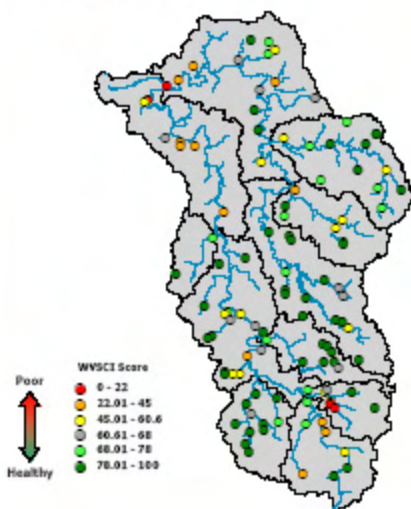 WVSCI Score
Poor
0 - 22
22.01 - 45
45.01 - 60.6
60.61 - 68
68.01 - 78
78.01 - 100
Healthy